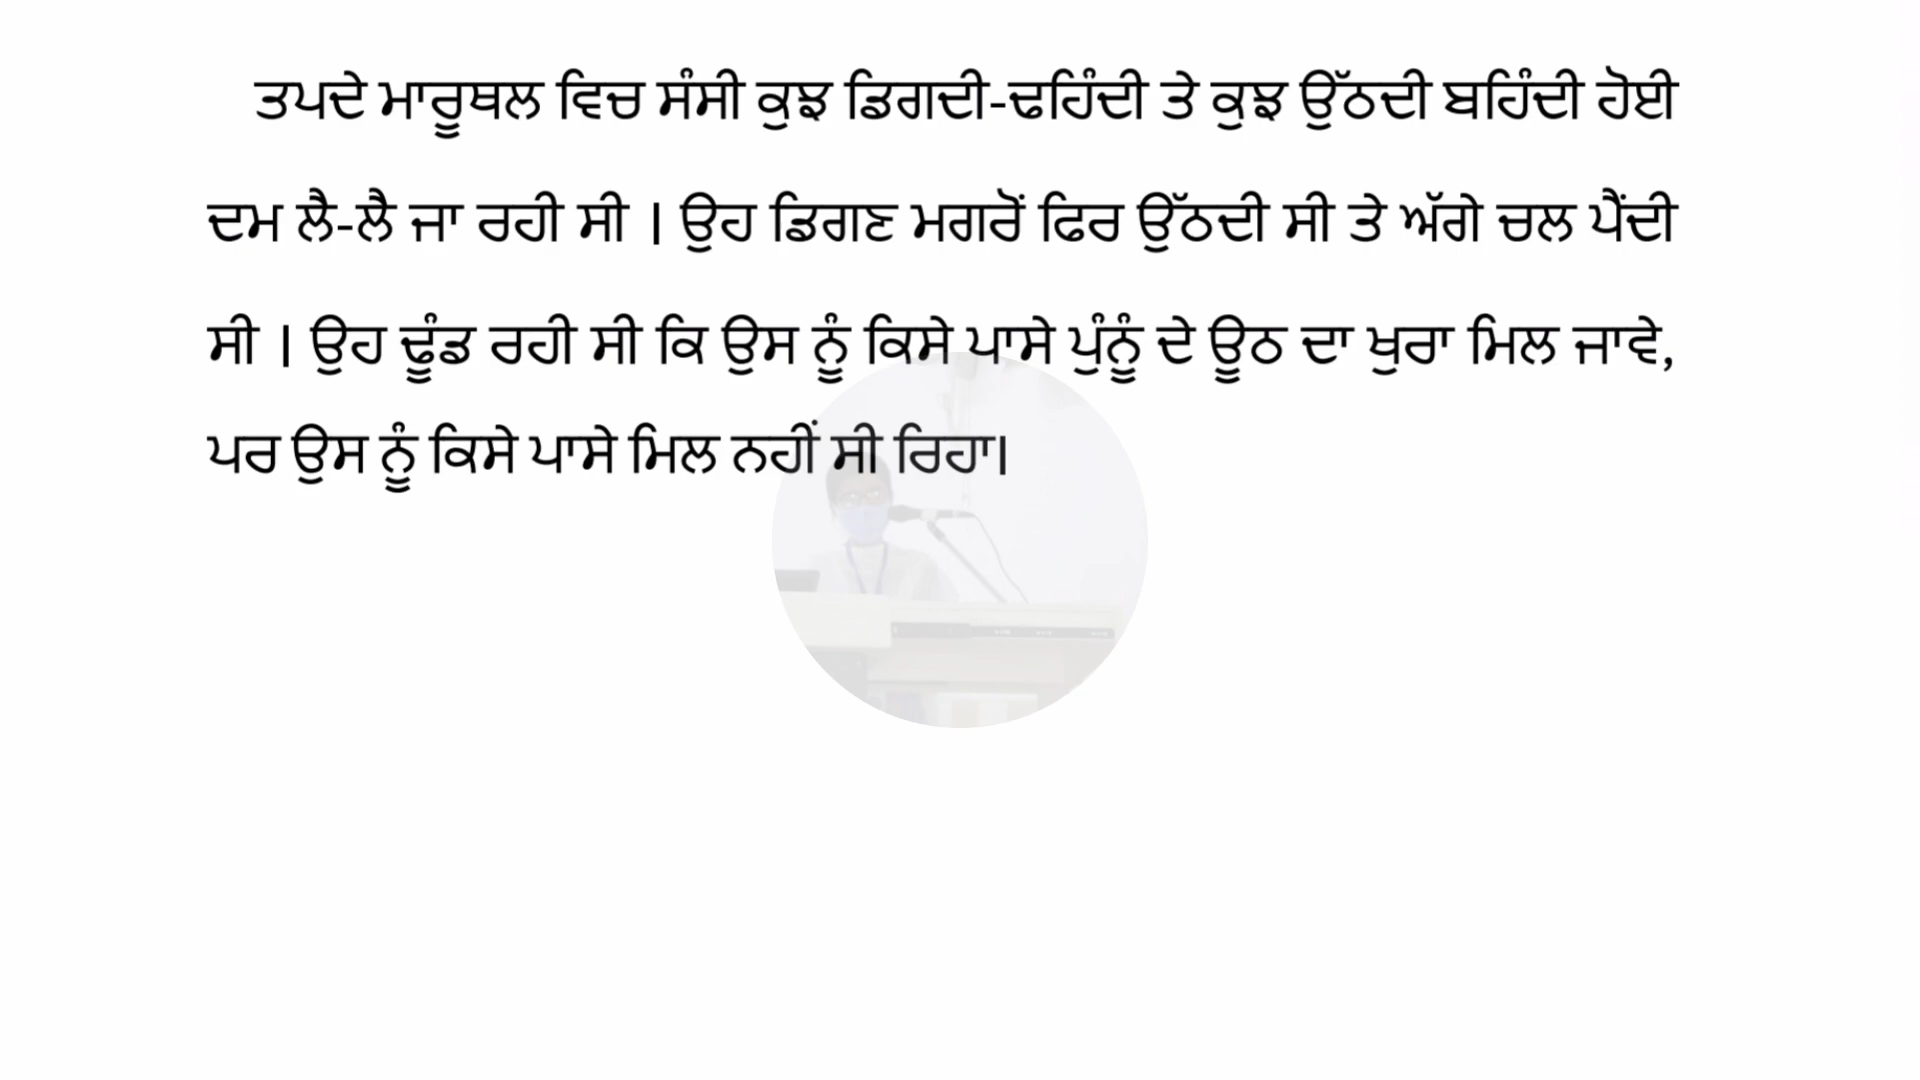 ਤਪਦੇ ਮਾਰੂਥਲ ਵਿਚ ਸੰਸੀ ਕੁਝ ਡਿਗਦੀ-ਢਹਿੰਦੀ ਤੇ ਕੁਝ ਉੱਠਦੀ ਬਹਿੰਦੀ ਹੋਈ
ਦਮ ਲੈ-ਲੈ ਜਾ ਰਹੀ ਸੀ । ਉਹ ਡਿਗਣ ਮਗਰੋਂ ਫਿਰ ਉੱਠਦੀ ਸੀ ਤੇ ਅੱਗੇ ਚਲ ਪੈਂਦੀ
ਸੀ । ਉਹ ਢੂੰਡ ਰਹੀ ਸੀ ਕਿ ਉਸ ਨੂੰ ਕਿਸੇ ਪਾਸੇ ਪੁੰਨੂੰ ਦੇ ਊਠ ਦਾ ਖੁਰਾ ਮਿਲ ਜਾਵੇ,
ਪਰ ਉਸ ਨੂੰ ਕਿਸੇ ਪਾਸੇ ਮਿਲ ਨਹੀਂ ਸੀ ਰਿਹਾ।